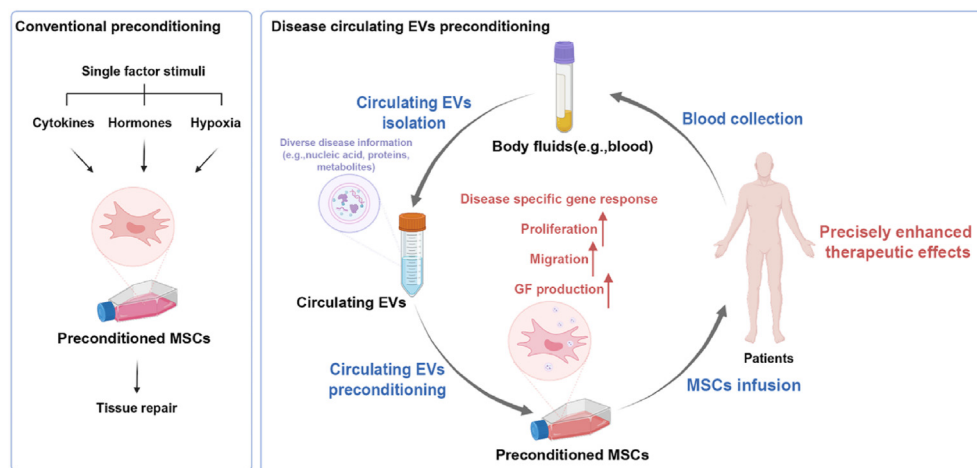 Conventional preconditioning
Single factor stimuli
Cytokines
Hormones
Hypoxia
Preconditioned MSCs
Tissue repair
Disease circulating EVs preconditioning
Body fluids(e.g.,blood)
Circulating EVs
isolation
Diverse disease information
(e.g.,nucleic acid, proteins,
metabolites)
Circulating EVs
Circulating EVs
preconditioning
Disease specific gene response
Proliferation
Migration
GF production
Preconditioned MSCs
MSCs infusion
Patients
Precisely enhanced
therapeutic effects
Blood collection